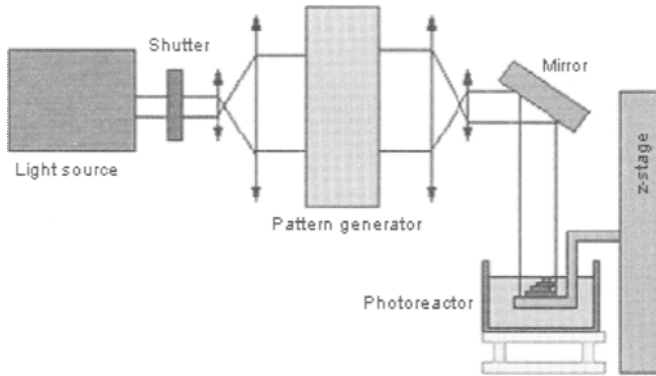 Shutter
Mirror
Light source
z-stage
Pattern generator
Photoreactor